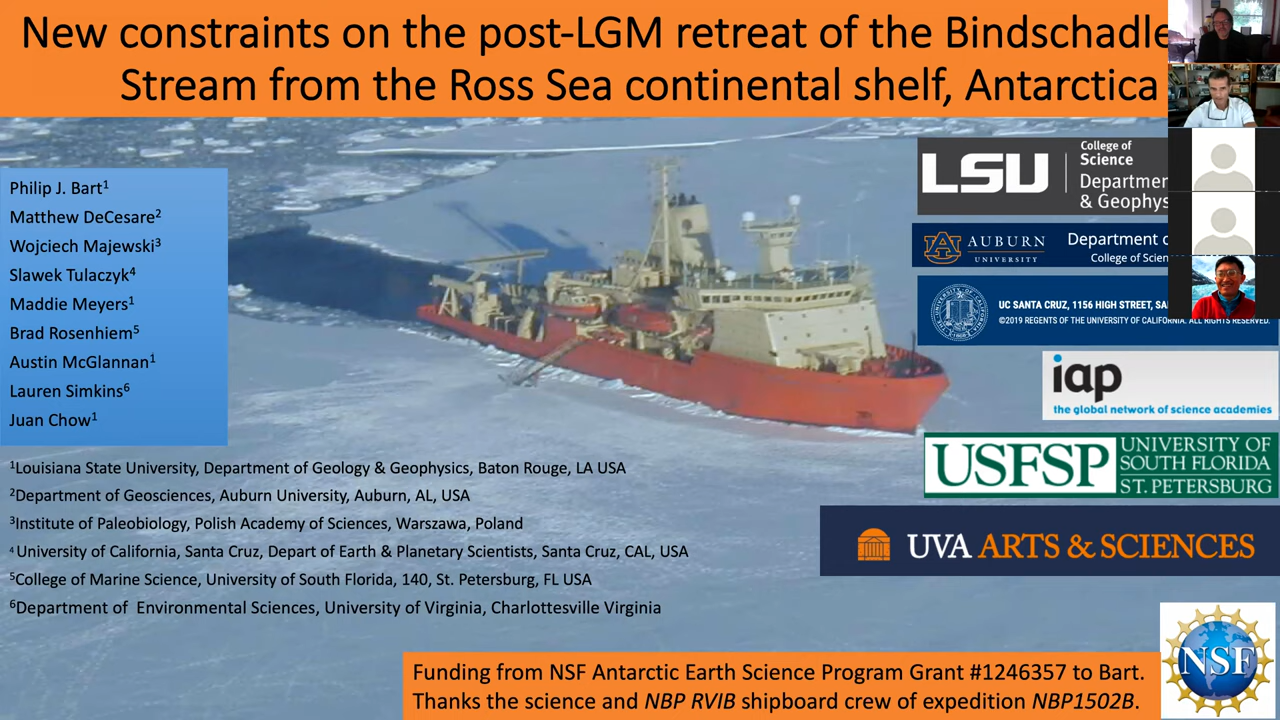 New constraints on the post-LGM retreat of the Bindschadle
Stream from the Ross Sea continental shelf, Antarctica
Philip J. Bart¹
Matthew DeCesare²
Wojciech Majewski³
Slawek Tulaczyk⁴
Maddie Meyers¹
Brad Rosenhiem⁵
Austin McGlannan¹
Lauren Simkins⁶
Juan Chow¹
¹Louisiana State University, Department of Geology & Geophysics, Baton Rouge, LA USA
²Department of Geosciences, Auburn University, Auburn, AL, USA
³Institute of Paleobiology, Polish Academy of Sciences, Warszawa, Poland
⁴ University of California, Santa Cruz, Depart of Earth & Planetary Scientists, Santa Cruz, CAL, USA
⁵College of Marine Science, University of South Florida, 140, St. Petersburg, FL USA
⁶Department of Environmental Sciences, University of Virginia, Charlottesville Virginia
LSU
College of
Science
Departmer
& Geophys
AUBURN
UNIVERSITY
Department
College of Scien
UC SANTA CRUZ, 1156 HIGH STREET, SA
©2019 REGENTS OF THE UNIVERSITY OF CALIFORNIA. ALL RIGHTS RESERVED.
iap
the global network of science academies
USFSP
UNIVERSITY OF
SOUTH FLORIDA
ST. PETERSBURG
UVA ARTS & SCIENCES
Funding from NSF Antarctic Earth Science Program Grant #1246357 to Bart.
Thanks the science and NBP RVIB shipboard crew of expedition NBP1502B.
NSF